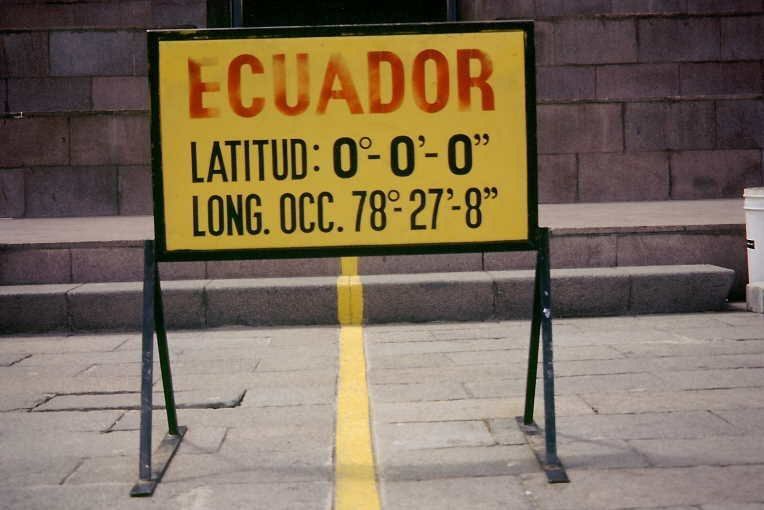 ECUADOR
LATITUD: 0°-0'-0"
LONG. OCC. 78°-27'-8"